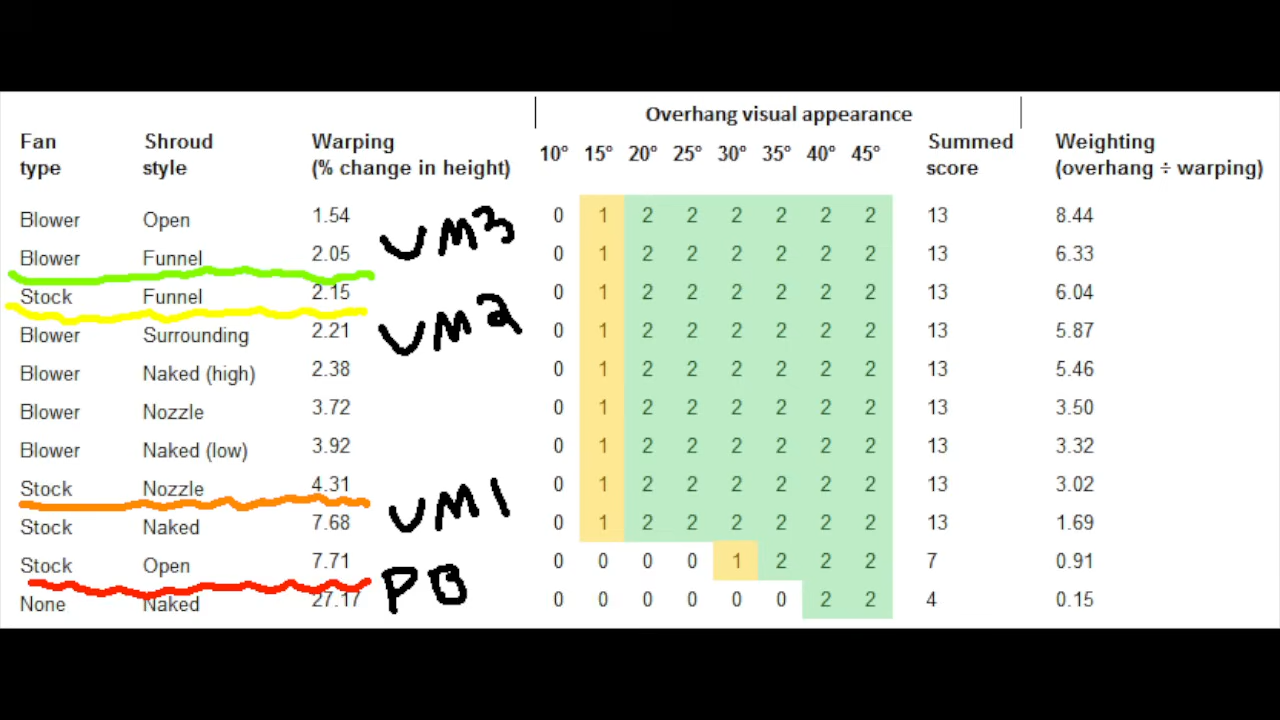 Overhang visual appearance
Fan type Shroud style Warping (% change in height) 10° 15° 20° 25° 30° 35° 40° 45° Summed score Weighting (overhang ÷ warping)
Blower Open 1.54 0 1 2 2 2 2 2 2 13 8.44
VM3
Blower Funnel 2.05 0 1 2 2 2 2 2 2 13 6.33
Stock Funnel 2.15 0 1 2 2 2 2 2 2 13 6.04
VM2
Blower Surrounding 2.21 0 1 2 2 2 2 2 2 13 5.87
Blower Naked (high) 2.38 0 1 2 2 2 2 2 2 13 5.46
Blower Nozzle 3.72 0 1 2 2 2 2 2 2 13 3.50
Blower Naked (low) 3.92 0 1 2 2 2 2 2 2 13 3.32
Stock Nozzle 4.31 0 1 2 2 2 2 2 2 13 3.02
VM1
Stock Naked 7.68 0 1 2 2 2 2 2 2 13 1.69
Stock Open 7.71 0 0 0 0 1 2 2 2 7 0.91
PB
None Naked 27.17 0 0 0 0 0 0 2 2 4 0.15